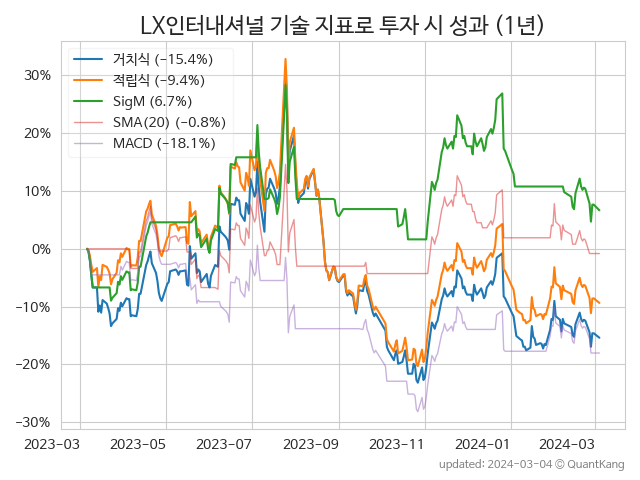 LX인터내셔널 기술 지표로 투자 시 성과 (1년)
거치식 (−15.4%)
적립식 (−9.4%)
SigM (6.7%)
SMA(20) (−0.8%)
MACD (−18.1%)
30%
20%
10%
0%
−10%
−20%
−30%
2023-03 2023-05 2023-07 2023-09 2023-11 2024-01 2024-03
updated: 2024-03-04 © QuantKang